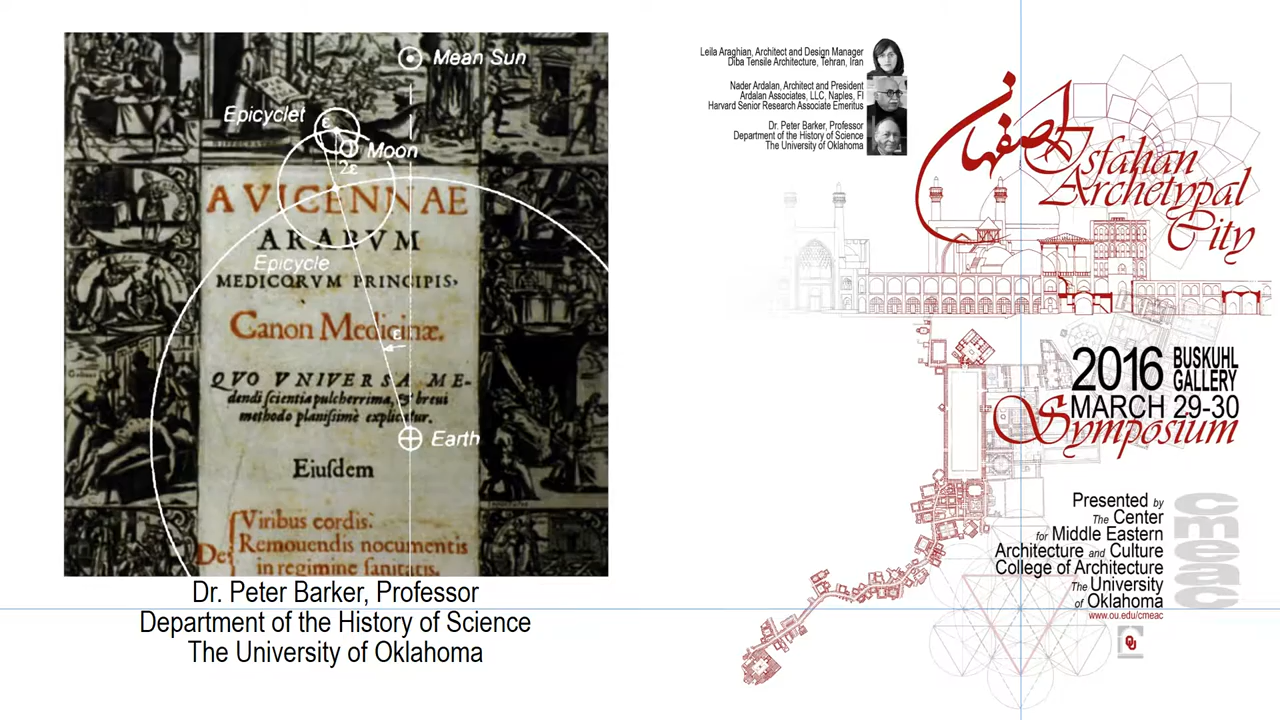 Mean Sun
Epicyclet
ε
Moon
2ε
AVICENNAE
ARABVM
MEDICORVM PRINCIPIS,
Epicycle
Canon Medicinæ.
ε
QVO VNIVERSA ME-
dendi ſcientia pulcherrima, & breui
methodo planiſſimè explicatur.
Earth
Eiuſdem
De
Viribus cordis.
Remouendis nocumentis
in regimine ſanitatis.
Dr. Peter Barker, Professor
Department of the History of Science
The University of Oklahoma
Leila Araghian, Architect and Design Manager
Diba Tensile Architecture, Tehran, Iran
Nader Ardalan, Architect and President
Ardalan Associates, LLC, Naples, FI
Harvard Senior Research Associate Emeritus
Dr. Peter Barker, Professor
Department of the History of Science
The University of Oklahoma
اصفهان
Isfahan
Archetypal
City
2016 BUSKUHL
GALLERY
MARCH 29-30
Symposium
Presented by
The Center
for Middle Eastern
Architecture and Culture
College of Architecture
The University
of Oklahoma
www.ou.edu/cmeac
cmeac
OU